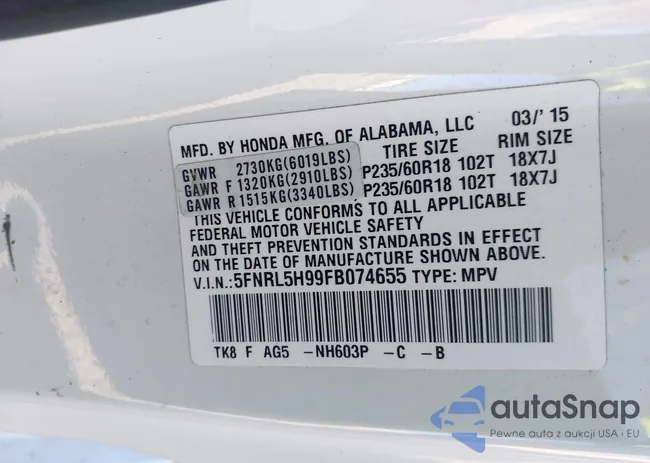 MFD. BY HONDA MFG. OF ALABAMA, LLC 03/' 15
TIRE SIZE RIM SIZE
GVWR 2730KG(6019LBS)
GAWR F 1320KG(2910LBS) P235/60R18 102T 18X7J
GAWR R 1515KG(3340LBS) P235/60R18 102T 18X7J
THIS VEHICLE CONFORMS TO ALL APPLICABLE
FEDERAL MOTOR VEHICLE SAFETY
AND THEFT PREVENTION STANDARDS IN EFFECT
ON THE DATE OF MANUFACTURE SHOWN ABOVE.
V.I.N.:5FNRL5H99FB074655 TYPE: MPV
TK8 F AG5 -NH603P -C -B
autaSnap
Pewne auta z aukcji USA i EU